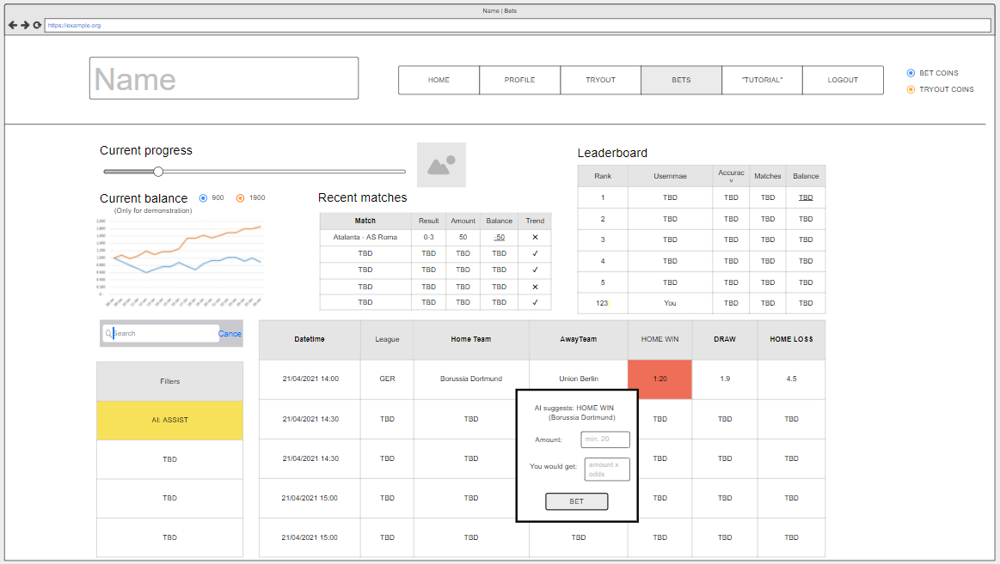 Name | Bets
https://example.org
Name
HOME PROFILE TRYOUT BETS "TUTORIAL" LOGOUT
BET COINS
TRYOUT COINS
Current progress
Current balance 900 1900
(Only for demonstration)
Recent matches
Match Result Amount Balance Trend
Atalanta - AS Roma 0-3 50 -50 ✕
TBD TBD TBD TBD ✓
TBD TBD TBD TBD ✓
TBD TBD TBD TBD ✕
TBD TBD TBD TBD ✓
Leaderboard
Rank Usernmae Accurac
y Matches Balance
1 TBD TBD TBD TBD
2 TBD TBD TBD TBD
3 TBD TBD TBD TBD
4 TBD TBD TBD TBD
5 TBD TBD TBD TBD
123 You TBD TBD TBD
Search Cance
Filters
AI: ASSIST
TBD
TBD
TBD
Datetime League Home Team AwayTeam HOME WIN DRAW HOME LOSS
21/04/2021 14:00 GER Borussia Dortmund Union Berlin 1:20 1.9 4.5
21/04/2021 14:30 TBD TBD TBD TBD TBD
21/04/2021 14:30 TBD TBD TBD TBD TBD
21/04/2021 15:00 TBD TBD TBD TBD TBD
21/04/2021 15:00 TBD TBD TBD TBD TBD TBD
AI suggests: HOME WIN
(Borussia Dortmund)
Amount: min. 20
You would get: amount x
odds
BET